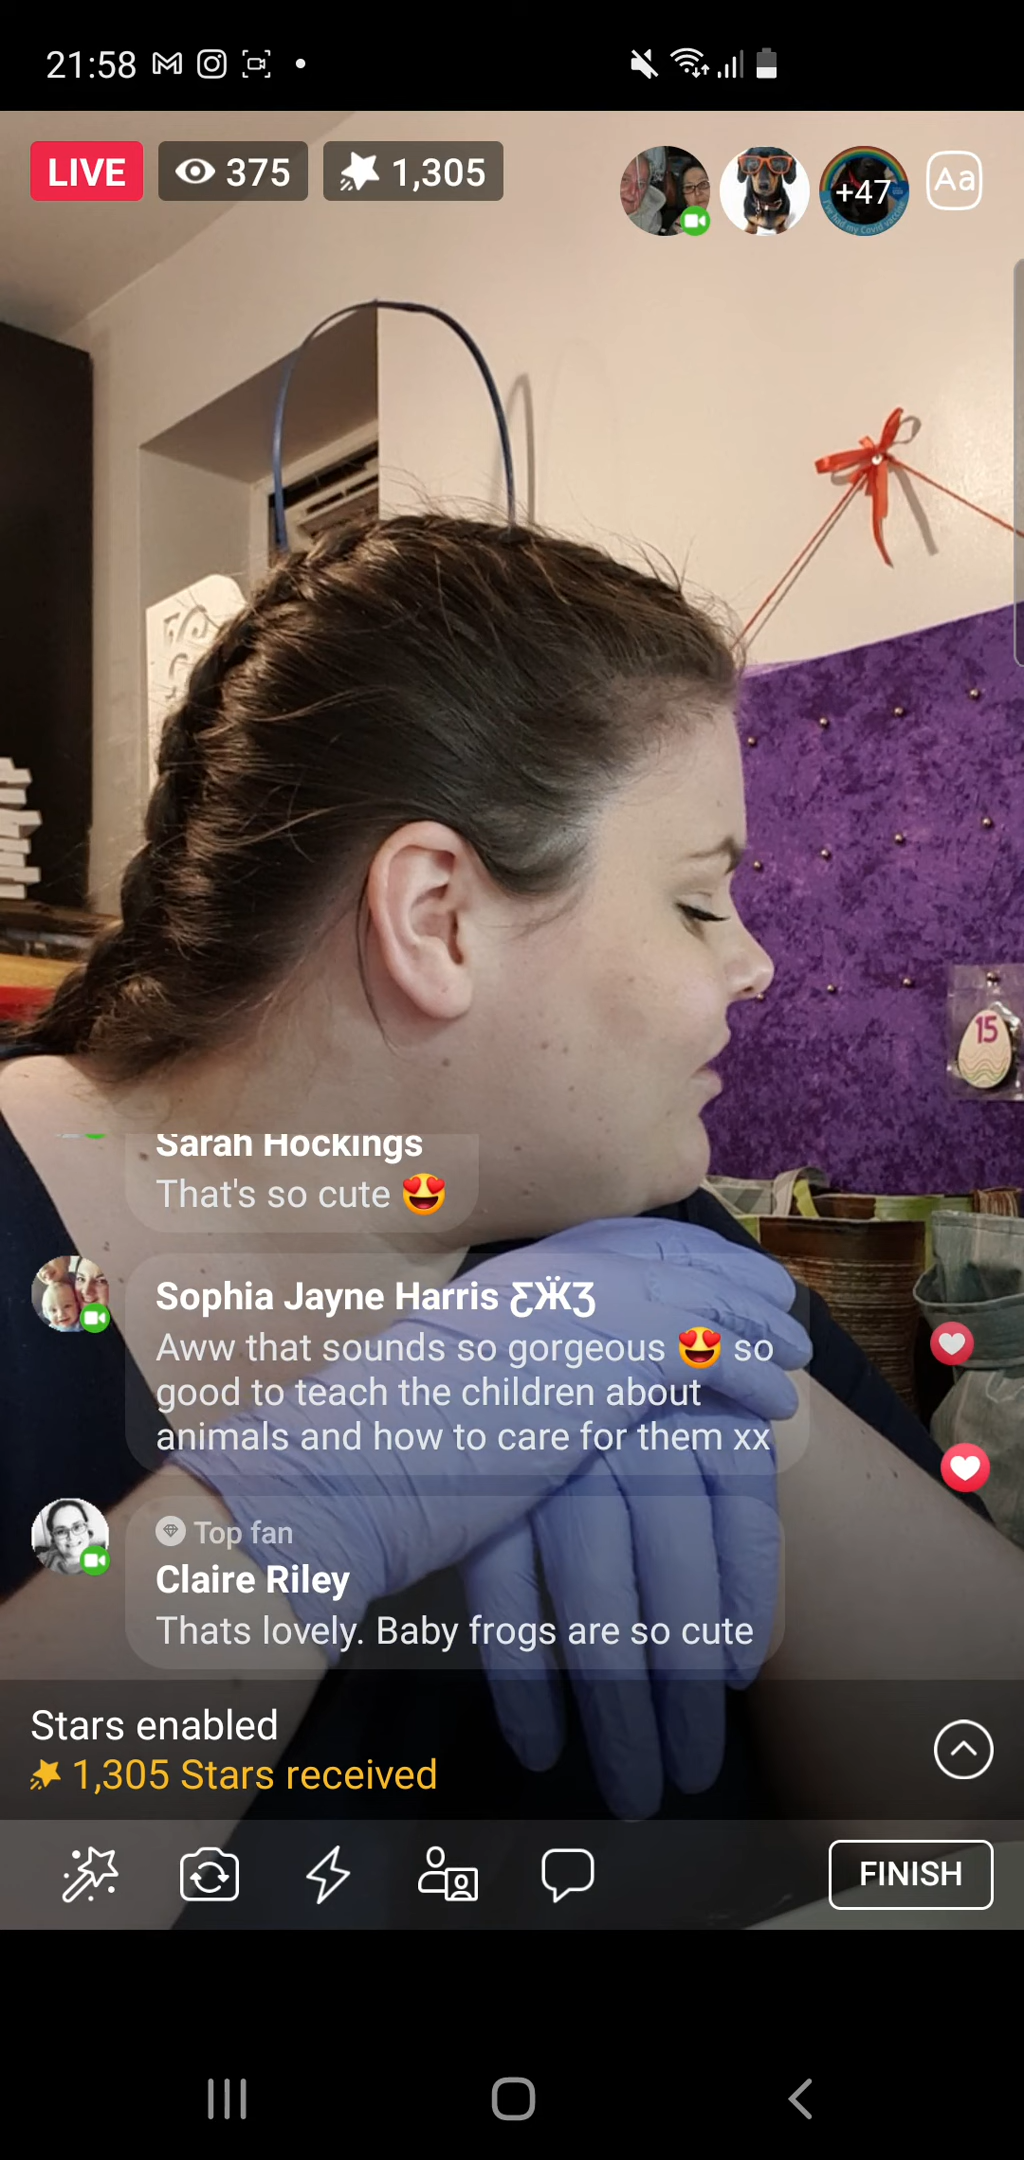 21:58
LIVE 375 1,305 +47 Aa
15
Sarah Hockings
That's so cute 😍
Sophia Jayne Harris Ƹ̵̡Ӝ̵̨̄Ʒ
Aww that sounds so gorgeous 😍 so
good to teach the children about
animals and how to care for them xx
Top fan
Claire Riley
Thats lovely. Baby frogs are so cute
Stars enabled
1,305 Stars received
FINISH